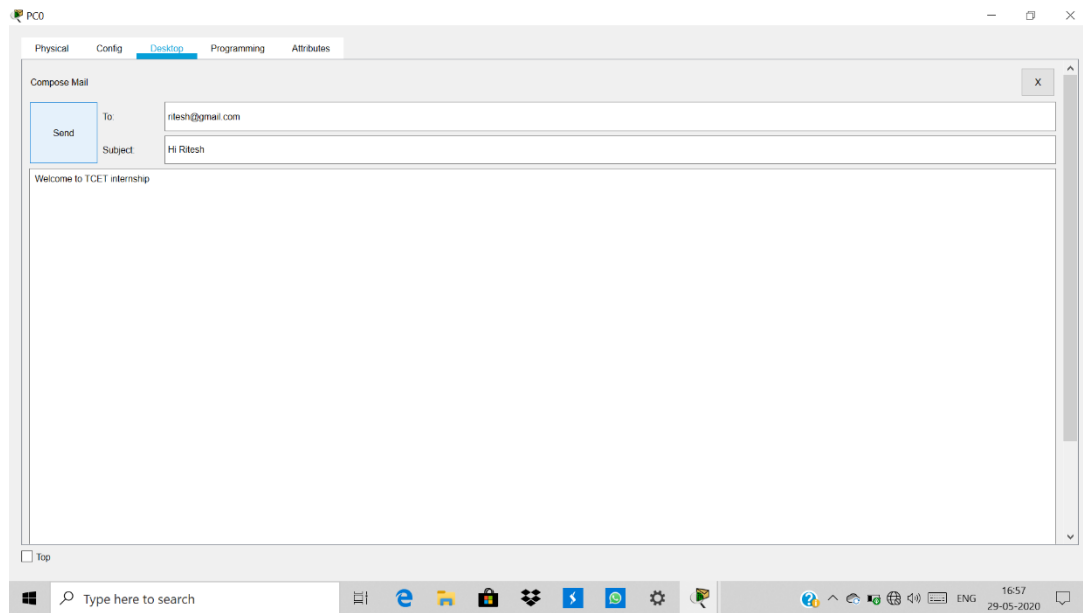 PC0
Physical Config Desktop Programming Attributes
Compose Mail
X
Send
To: ritesh@gmail.com
Subject: Hi Ritesh
Welcome to TCET internship
Top
Type here to search
ENG
16:57
29-05-2020